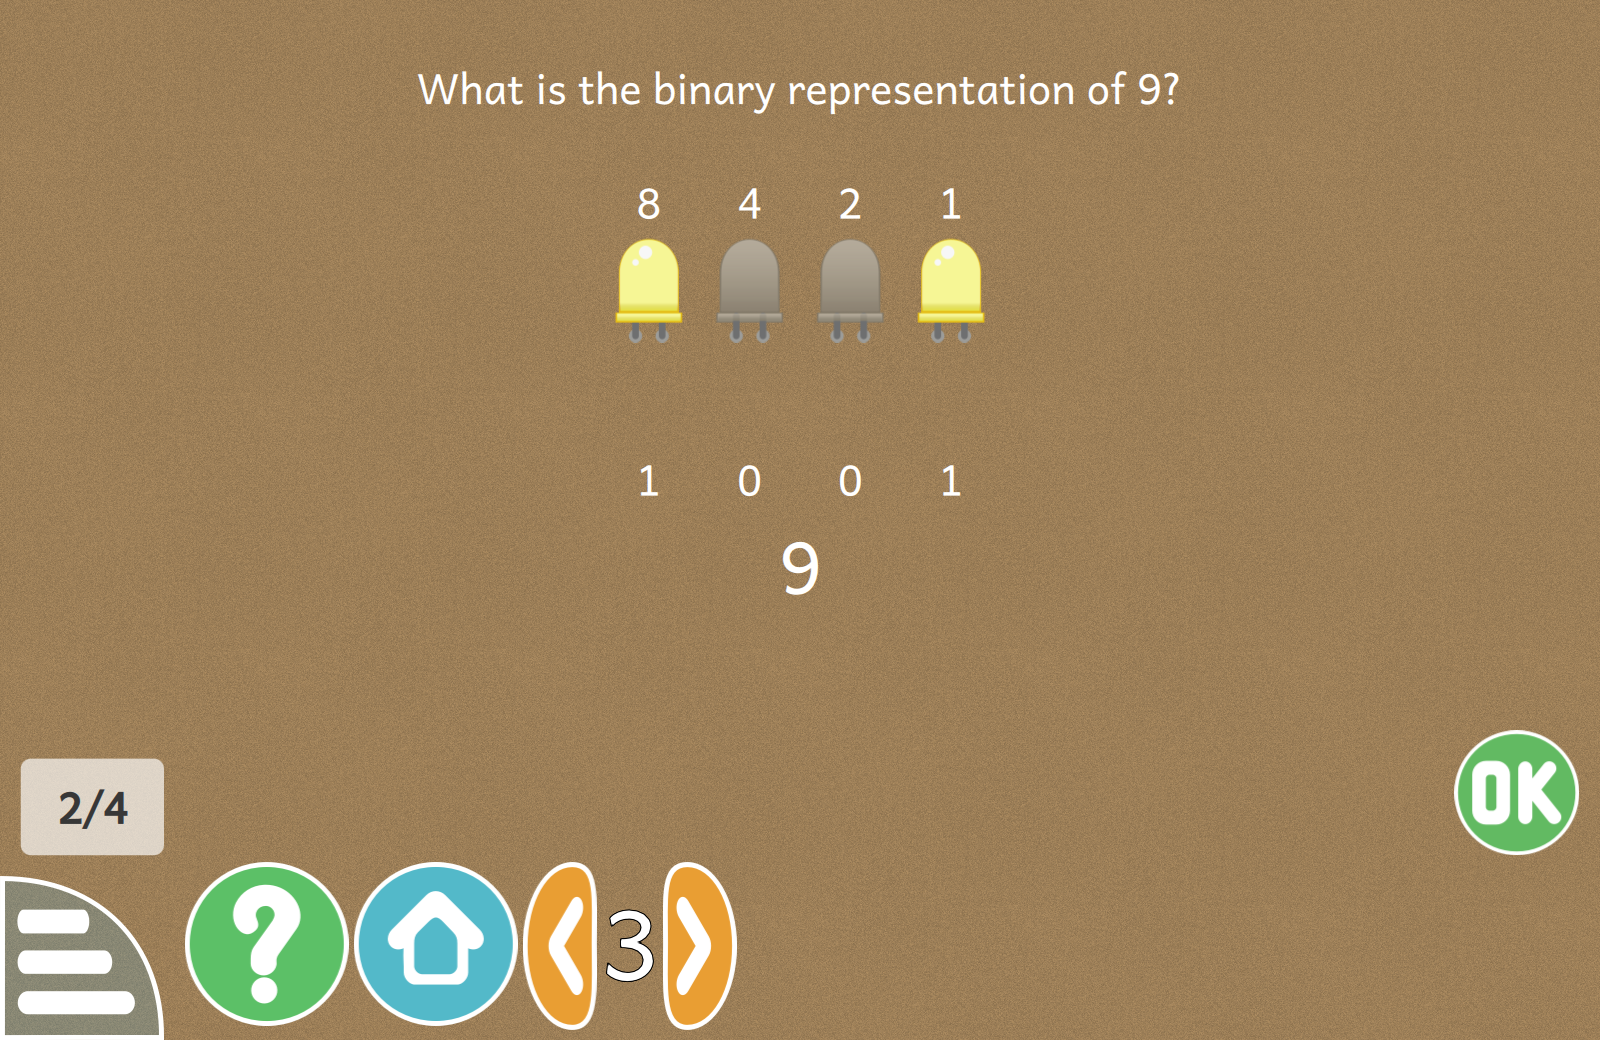 What is the binary representation of 9?
8 4 2 1
1 0 0 1
9
OK
2/4
? 3